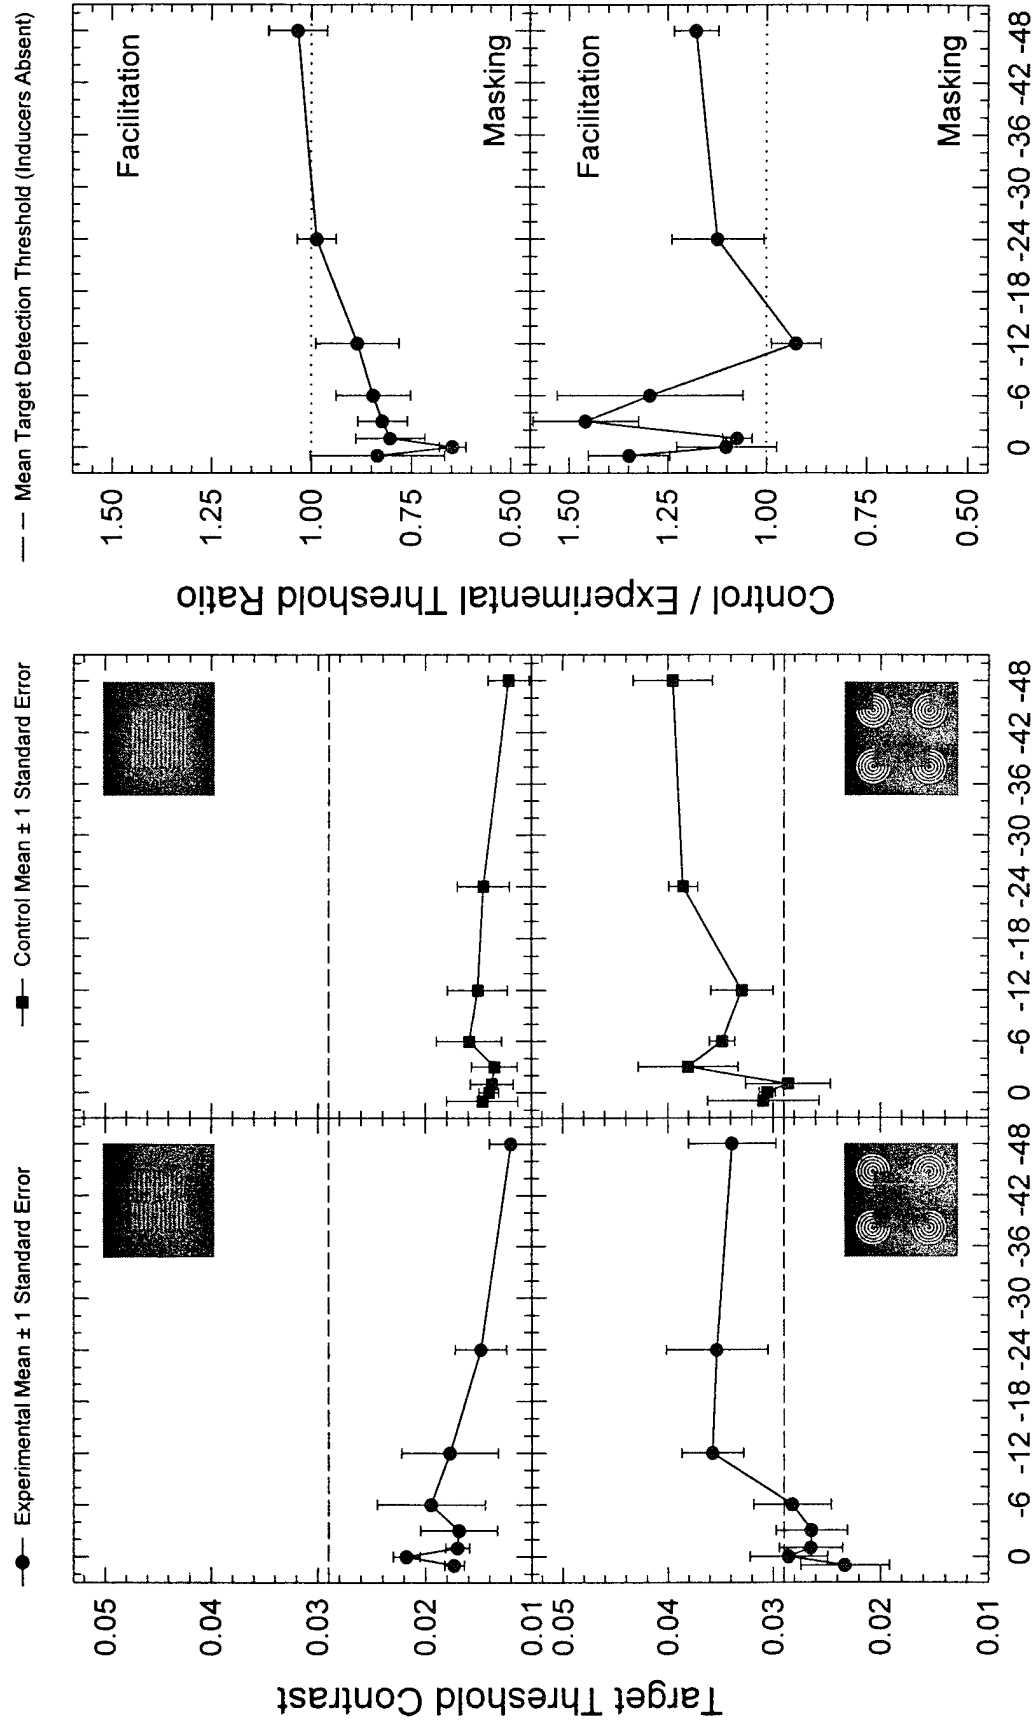 Experimental Mean ± 1 Standard Error
Control Mean ± 1 Standard Error
Mean Target Detection Threshold (Inducers Absent)
Target Threshold Contrast
0.05
0.04
0.03
0.02
0.01
0.05
0.04
0.03
0.02
0.01
0 -6 -12 -18 -24 -30 -36 -42 -48
0 -6 -12 -18 -24 -30 -36 -42 -48
Control / Experimental Threshold Ratio
1.50
1.25
1.00
0.75
0.50
1.50
1.25
1.00
0.75
0.50
Facilitation
Masking
Facilitation
Masking
0 -6 -12 -18 -24 -30 -36 -42 -48